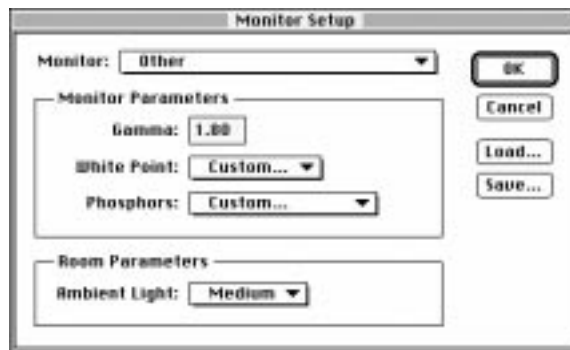 Monitor Setup
Monitor: Other
OK
Monitor Parameters
Cancel
Gamma: 1.80
Load...
White Point: Custom...
Save...
Phosphors: Custom...
Room Parameters
Ambient Light: Medium